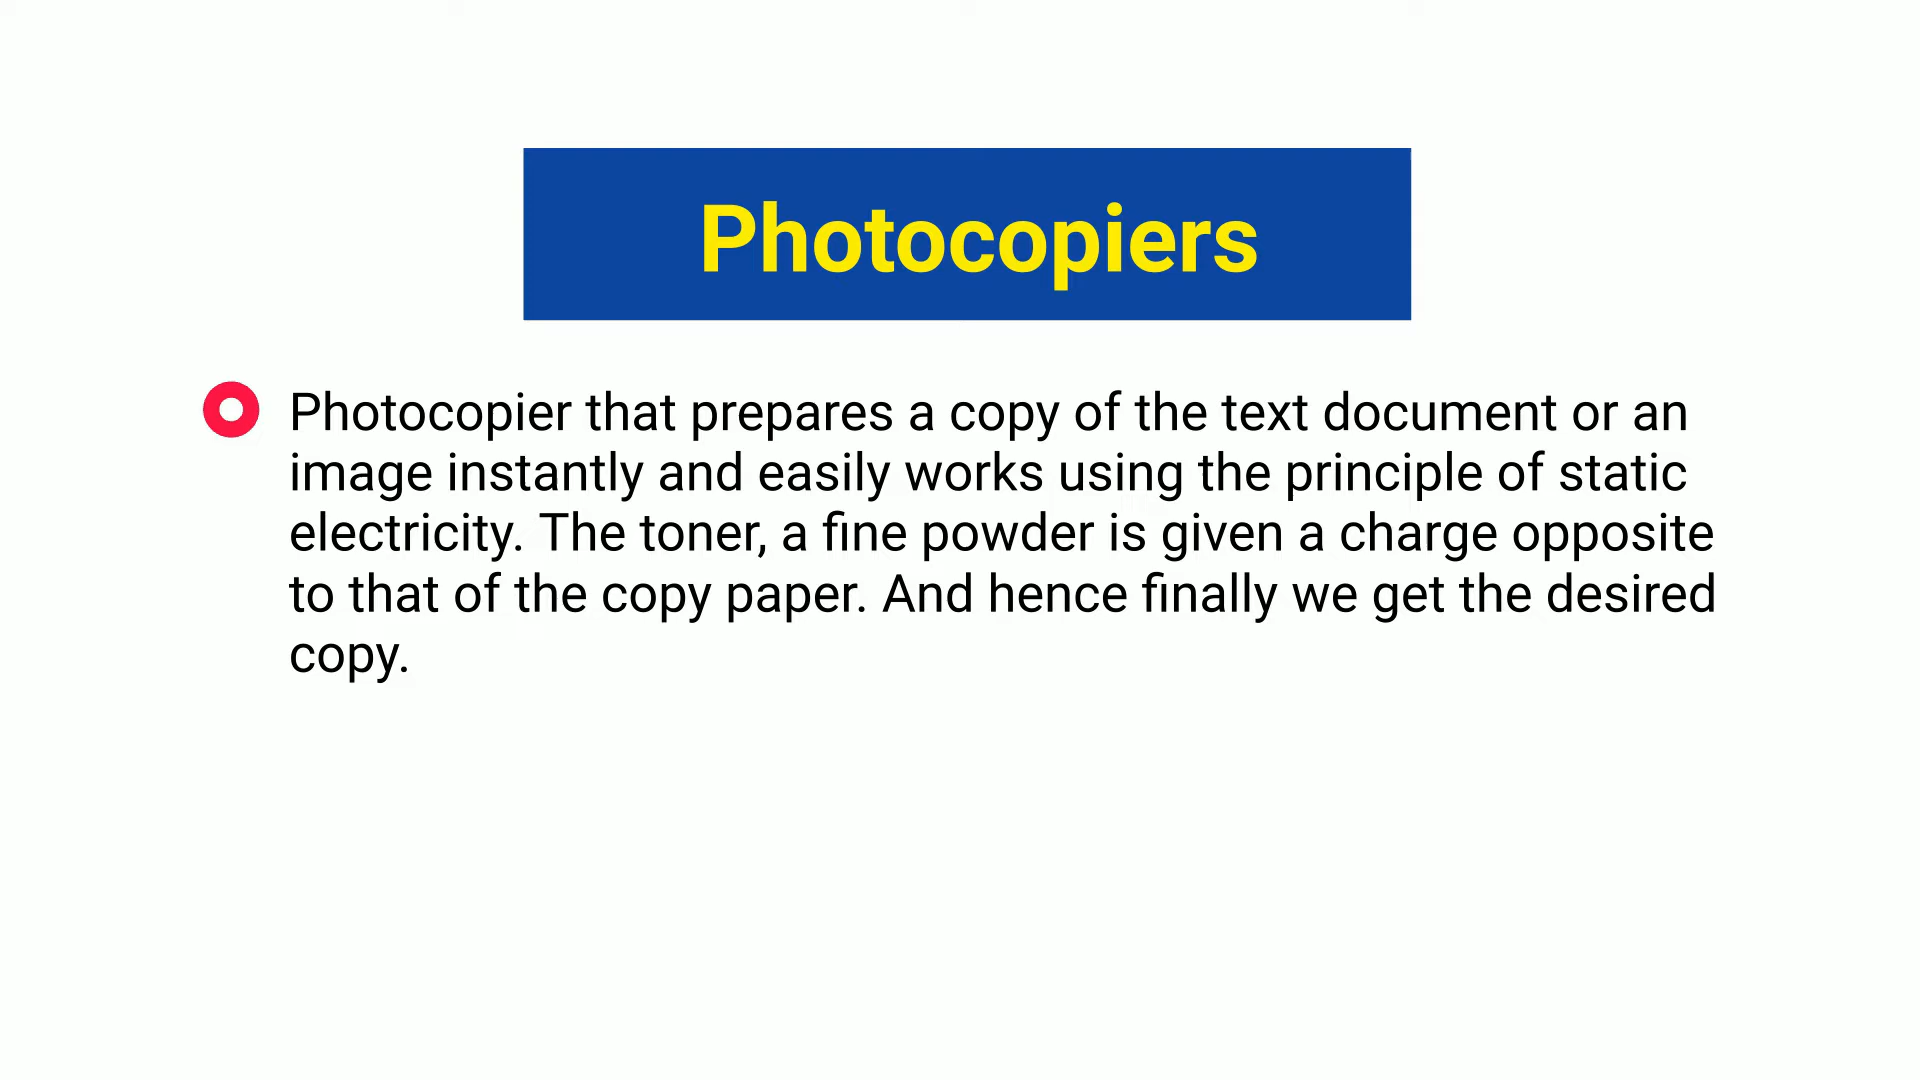 Photocopiers
Photocopier that prepares a copy of the text document or an
image instantly and easily works using the principle of static
electricity. The toner, a fine powder is given a charge opposite
to that of the copy paper. And hence finally we get the desired
copy.